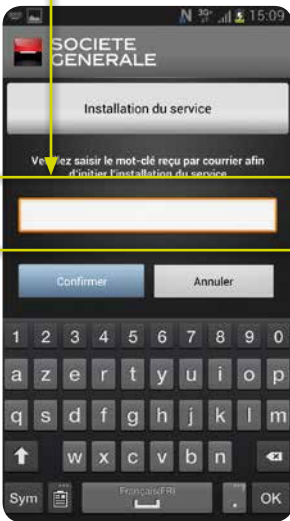 N 3G+ 15:09
SOCIETE
GENERALE
Installation du service
Veuillez saisir le mot-clé reçu par courrier afin
d'initier l'installation du service
Confirmer Annuler
1 2 3 4 5 6 7 8 9 0
a z e r t y u i o p
q s d f g h j k l m
w x c v b n
Sym Français(FR) . OK